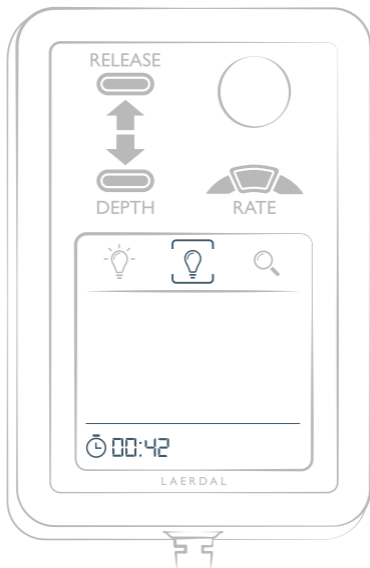 RELEASE
DEPTH
RATE
00:42
LAERDAL